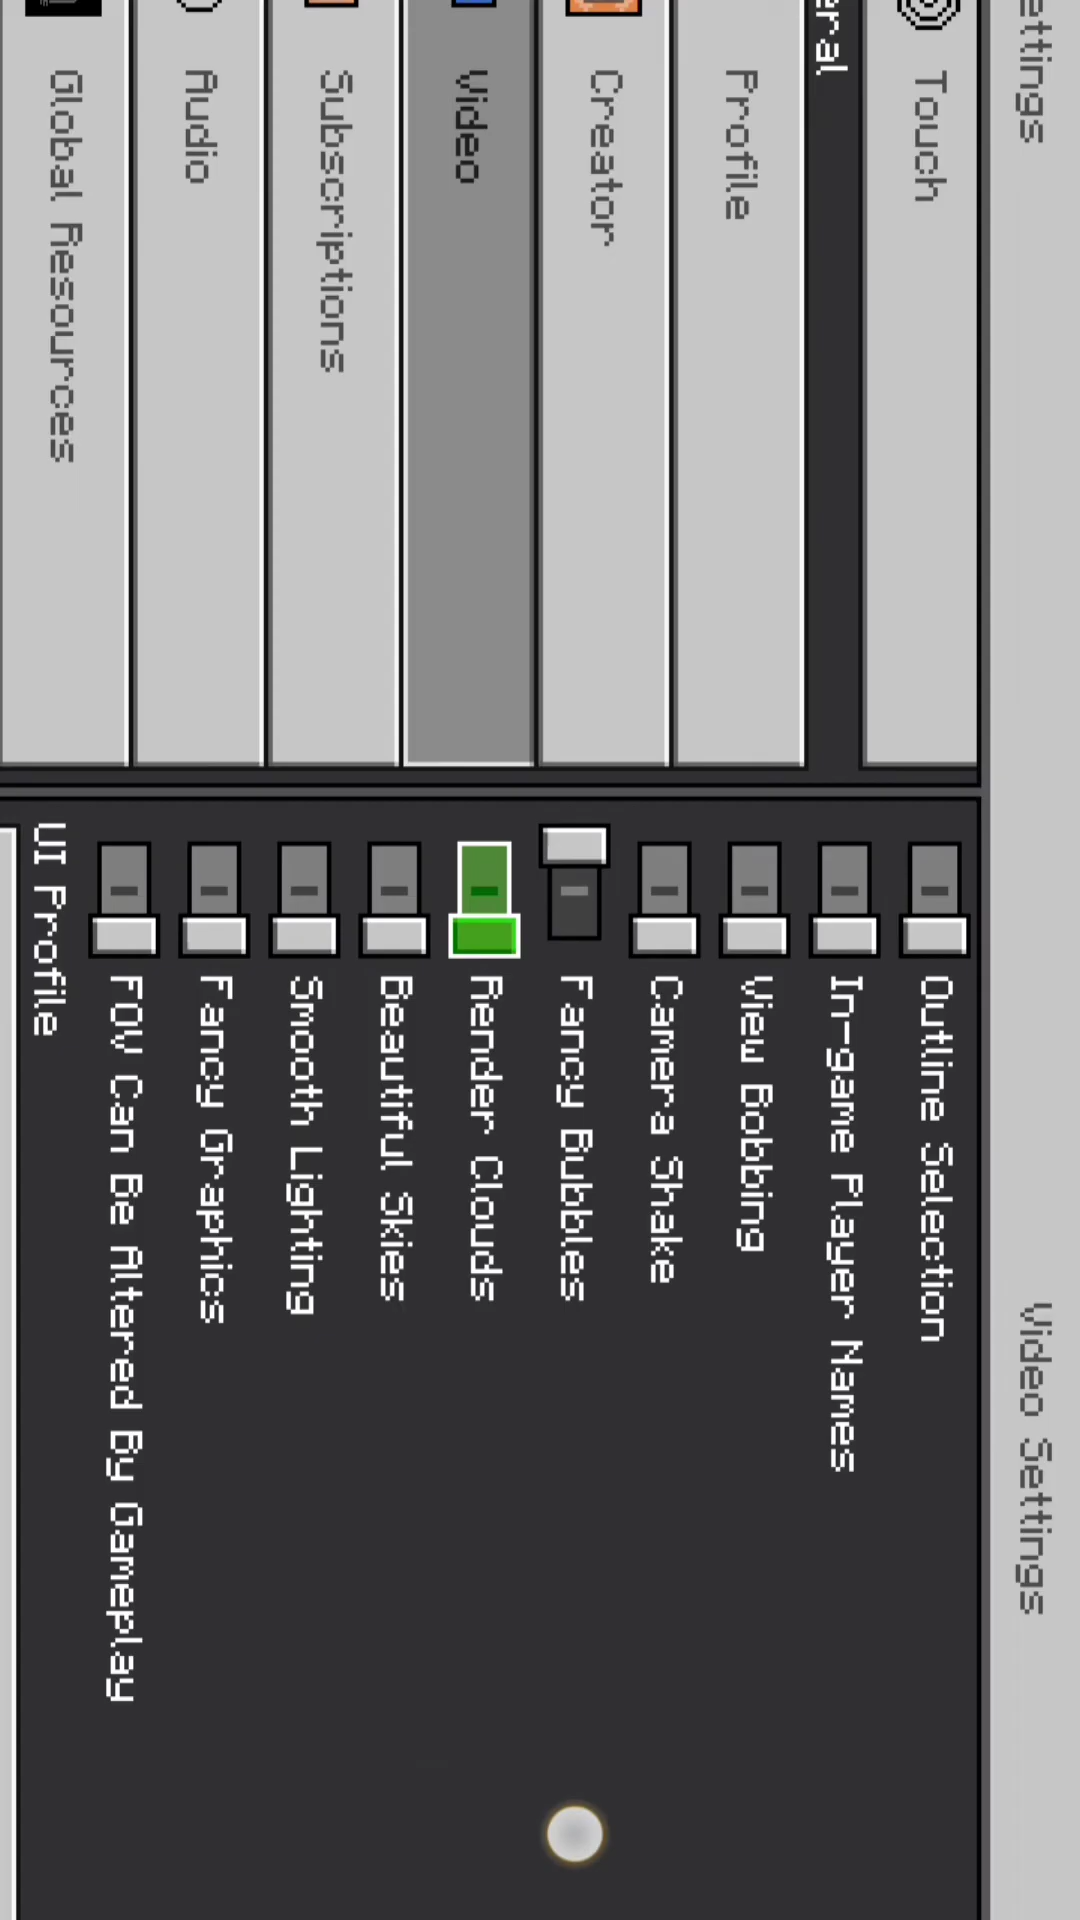 ettings
Video Settings
Touch
eral
Profile
Creator
Video
Subscriptions
Audio
Global Resources
Outline Selection
In-game Player Names
View Bobbing
Camera Shake
Fancy Bubbles
Render Clouds
Beautiful Skies
Smooth Lighting
Fancy Graphics
FOV Can Be Altered By Gameplay
UI Profile